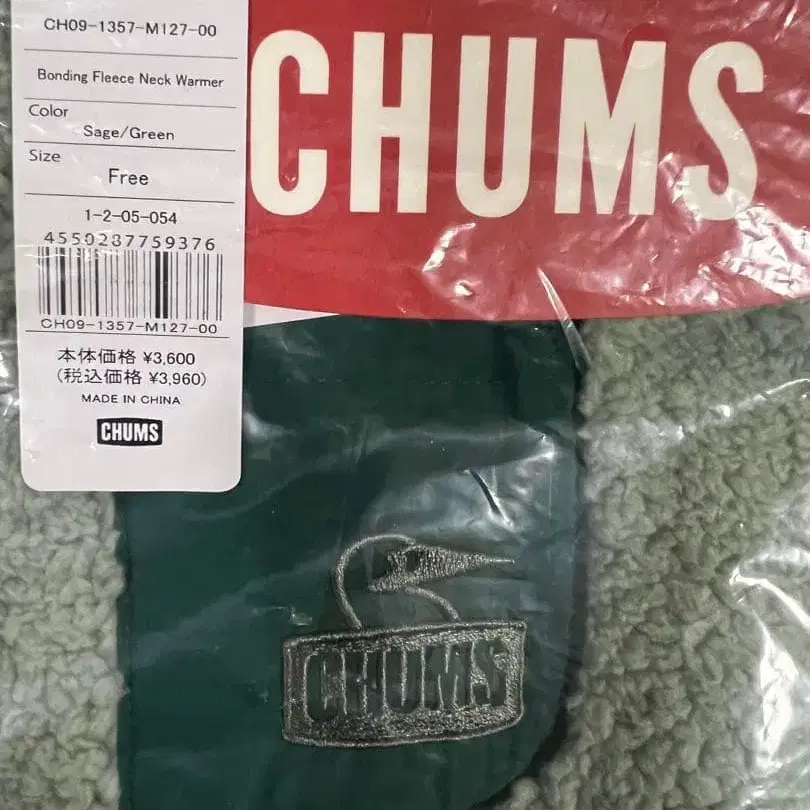 CH09-1357-M127-00
Bonding Fleece Neck Warmer
Color
Sage/Green
Size
Free
1-2-05-054
4550287759376
CH09-1357-M127-00
本体価格 ¥3,600
(税込価格 ¥3,960)
MADE IN CHINA
CHUMS
CHUMS
CHUMS